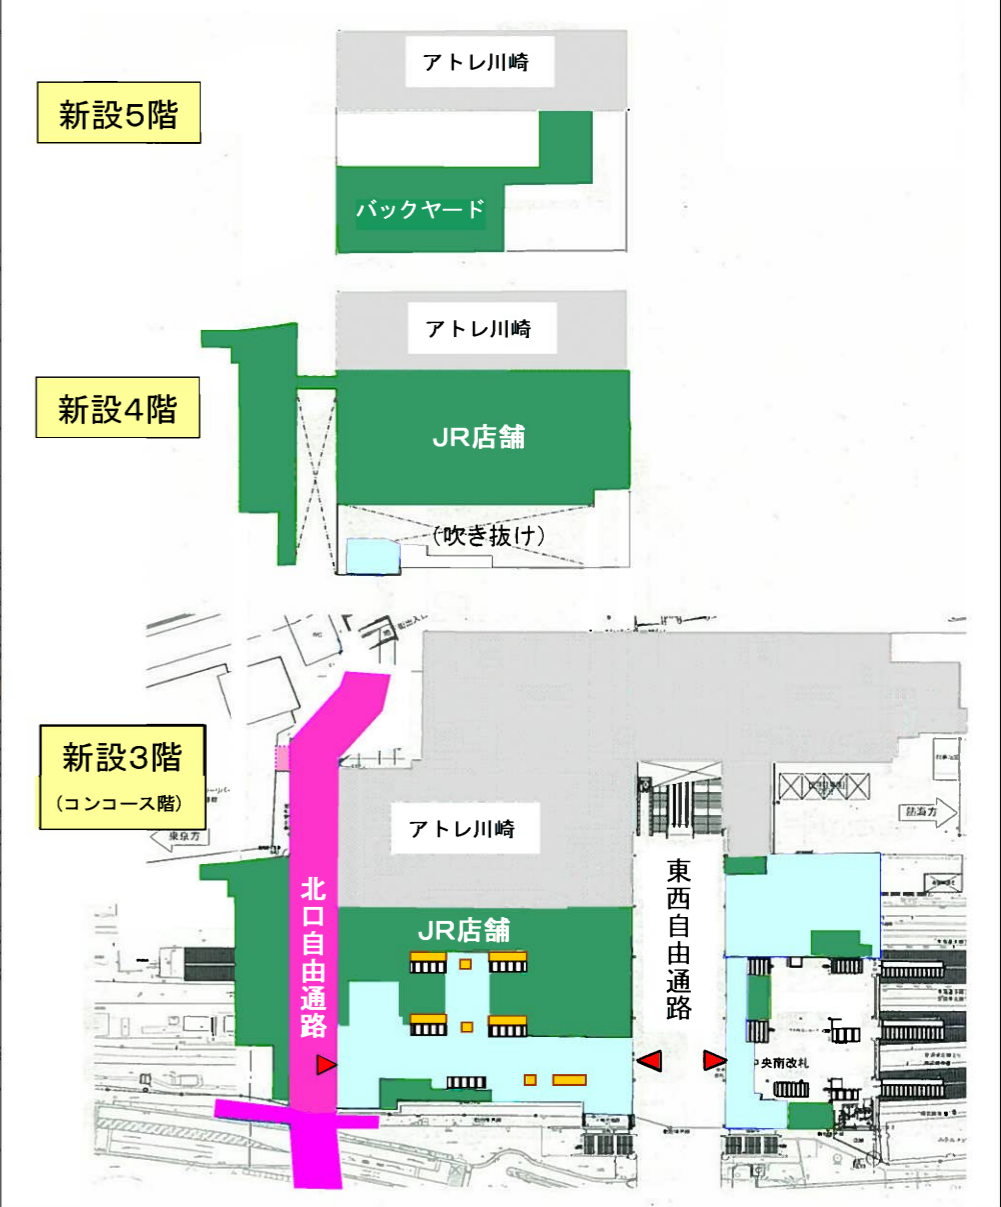 アトレ川崎
新設5階
バックヤード
アトレ川崎
新設4階
JR店舗
(吹き抜け)
新設3階
(コンコース階)
東京方
熱海方
アトレ川崎
北口自由通路
東西自由通路
JR店舗
中央南改札